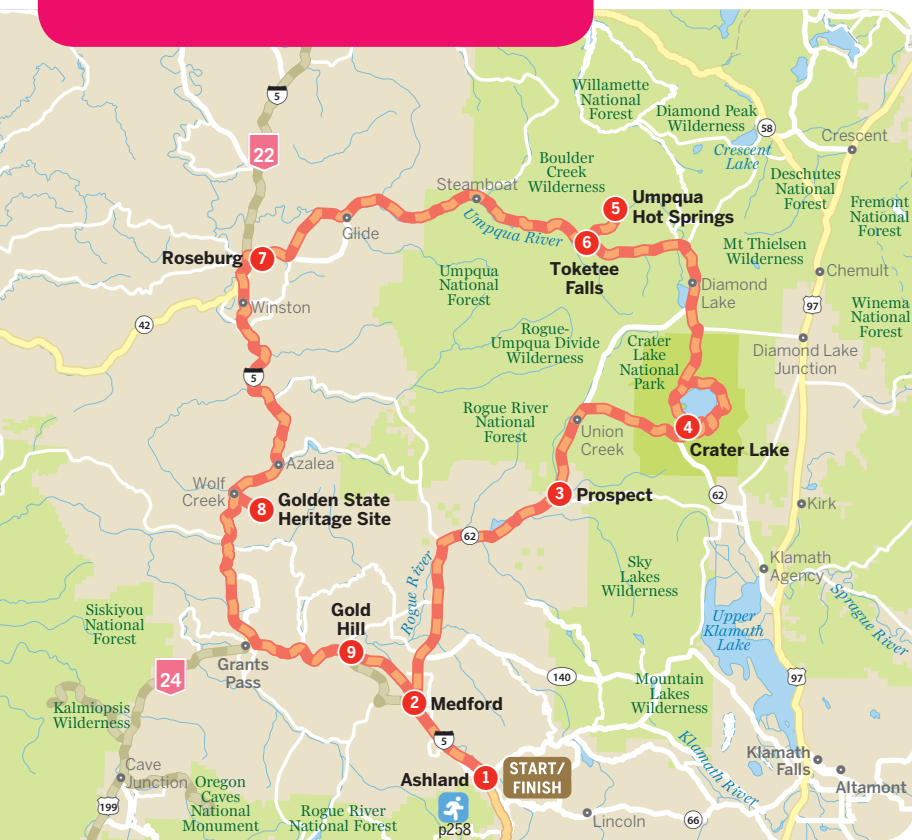 5
22
Willamette
National
Forest
Diamond Peak
Wilderness
58
Crescent
Crescent
Lake
Boulder
Creek
Wilderness
Deschutes
National
Forest
Fremont
National
Forest
Steamboat
5
Umpqua
Hot Springs
Umpqua River
6
Toketee
Falls
Glide
Roseburg
7
Mt Thielsen
Wilderness
Chemult
Umpqua
National
Forest
Diamond
Lake
97
Winema
National
Forest
Winston
42
Rogue-
Umpqua Divide
Wilderness
Crater
Lake
National
Park
Diamond Lake
Junction
5
Rogue River
National
Forest
Union
Creek
4
Crater Lake
Azalea
Wolf
Creek
8
Golden State
Heritage Site
3
Prospect
62
Kirk
62
Rogue River
Sky
Lakes
Wilderness
Klamath
Agency
Sprague River
Siskiyou
National
Forest
Gold
Hill
9
Upper
Klamath
Lake
Grants
Pass
24
140
97
Mountain
Lakes
Wilderness
2
Medford
Kalmiopsis
Wilderness
5
Klamath River
Klamath
Falls
Altamont
Cave
Junction
Ashland
1
START/
FINISH
199
Oregon
Caves
National
Monument
Rogue River
National Forest
p258
Lincoln
66